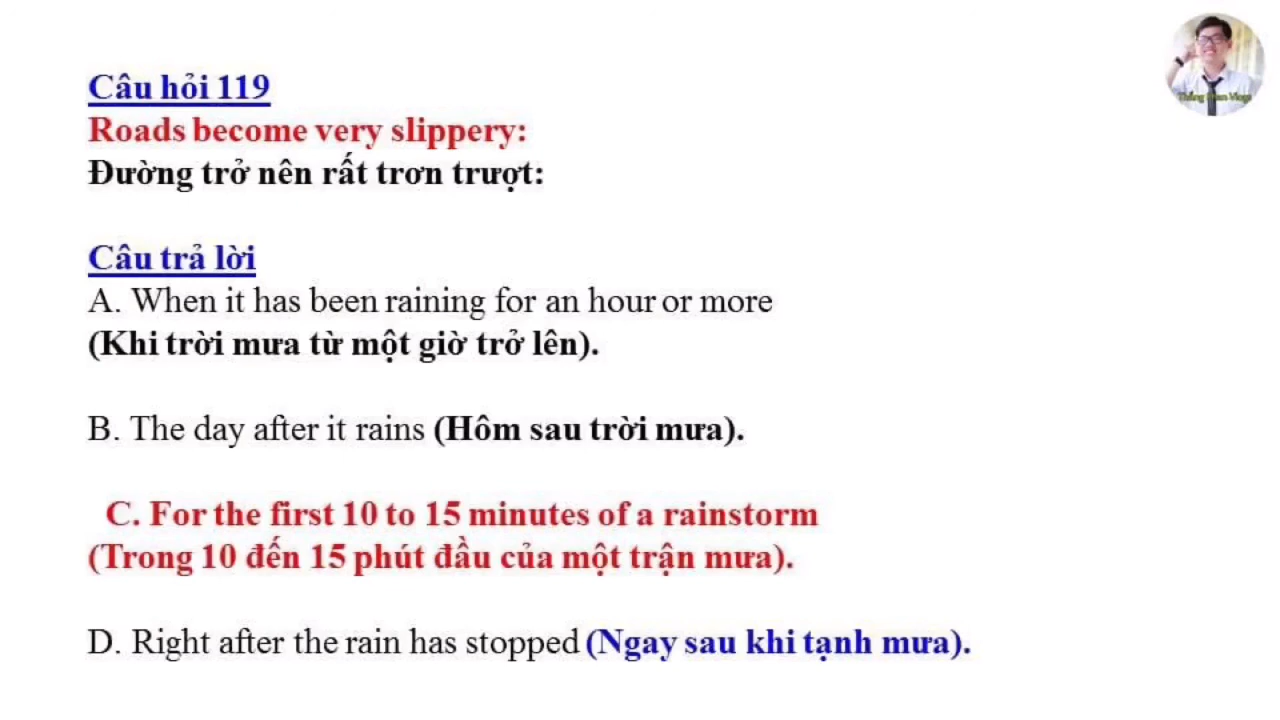 Câu hỏi 119
Roads become very slippery:
Đường trở nên rất trơn trượt:
Câu trả lời
A. When it has been raining for an hour or more
(Khi trời mưa từ một giờ trở lên).
B. The day after it rains (Hôm sau trời mưa).
C. For the first 10 to 15 minutes of a rainstorm
(Trong 10 đến 15 phút đầu của một trận mưa).
D. Right after the rain has stopped (Ngay sau khi tạnh mưa).